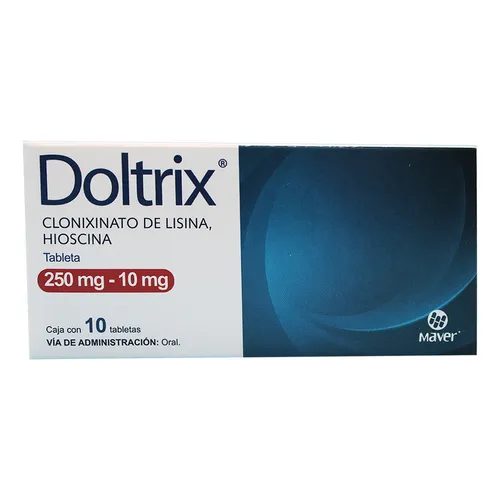 Doltrix®
CLONIXINATO DE LISINA,
HIOSCINA
Tableta
250 mg - 10 mg
Caja con 10 tabletas
VÍA DE ADMINISTRACIÓN: Oral.
Maver®